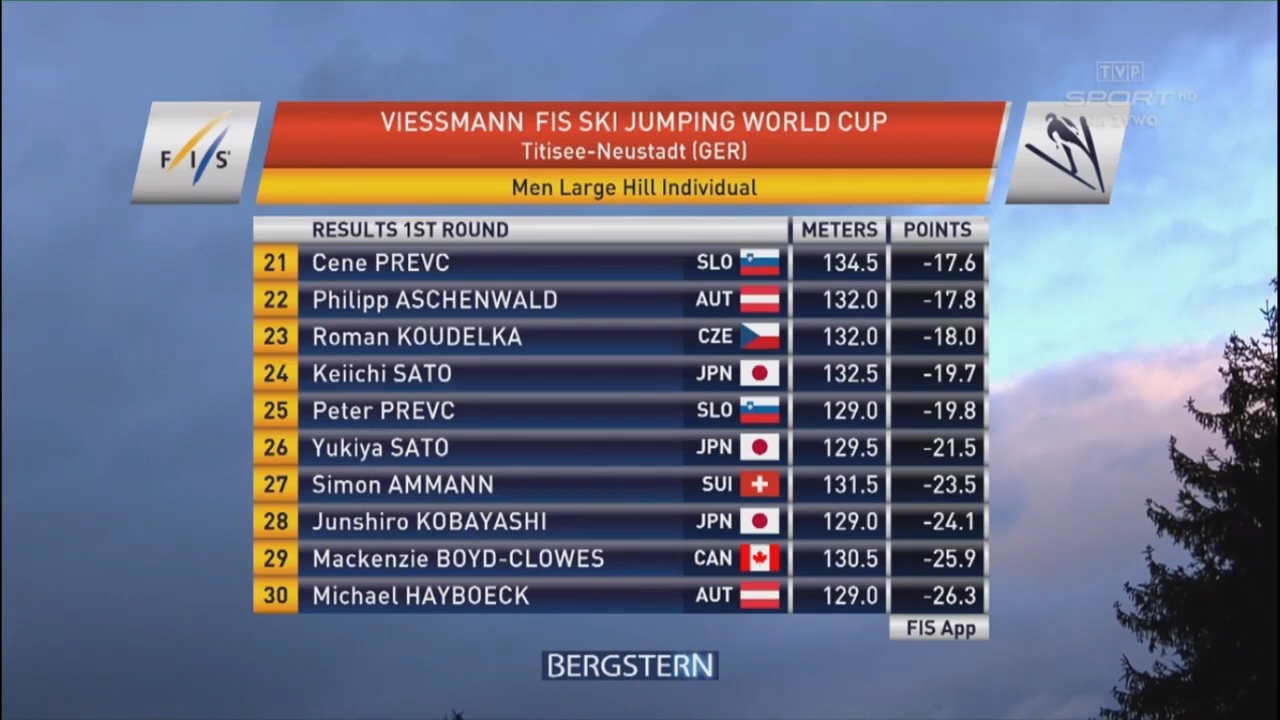 TVP
SPORT HD
NA ŻYWO
FIS
VIESSMANN FIS SKI JUMPING WORLD CUP
Titisee-Neustadt (GER)
Men Large Hill Individual
RESULTS 1ST ROUND METERS POINTS
21 Cene PREVC SLO 134.5 -17.6
22 Philipp ASCHENWALD AUT 132.0 -17.8
23 Roman KOUDELKA CZE 132.0 -18.0
24 Keiichi SATO JPN 132.5 -19.7
25 Peter PREVC SLO 129.0 -19.8
26 Yukiya SATO JPN 129.5 -21.5
27 Simon AMMANN SUI 131.5 -23.5
28 Junshiro KOBAYASHI JPN 129.0 -24.1
29 Mackenzie BOYD-CLOWES CAN 130.5 -25.9
30 Michael HAYBOECK AUT 129.0 -26.3
FIS App
BERGSTERN